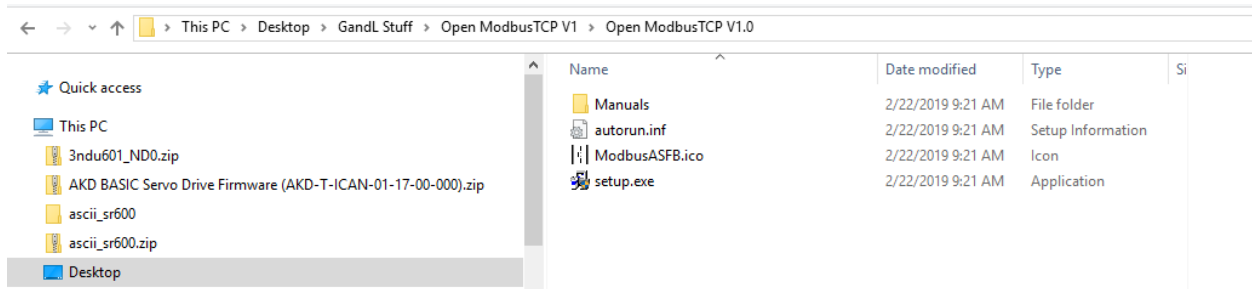 This PC > Desktop > GandL Stuff > Open ModbusTCP V1 > Open ModbusTCP V1.0
Quick access
This PC
3ndu601_ND0.zip
AKD BASIC Servo Drive Firmware (AKD-T-ICAN-01-17-00-000).zip
ascii_sr600
ascii_sr600.zip
Desktop
Name Date modified Type Si
Manuals 2/22/2019 9:21 AM File folder
autorun.inf 2/22/2019 9:21 AM Setup Information
ModbusASFB.ico 2/22/2019 9:21 AM Icon
setup.exe 2/22/2019 9:21 AM Application